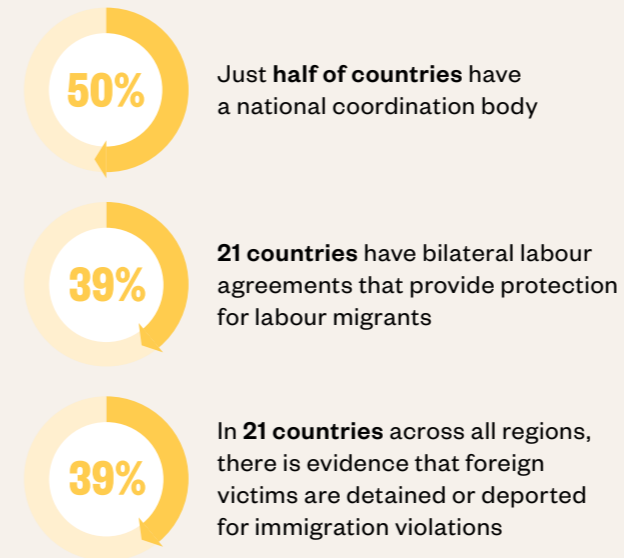 50%
Just half of countries have
a national coordination body
39%
21 countries have bilateral labour
agreements that provide protection
for labour migrants
39%
In 21 countries across all regions,
there is evidence that foreign
victims are detained or deported
for immigration violations